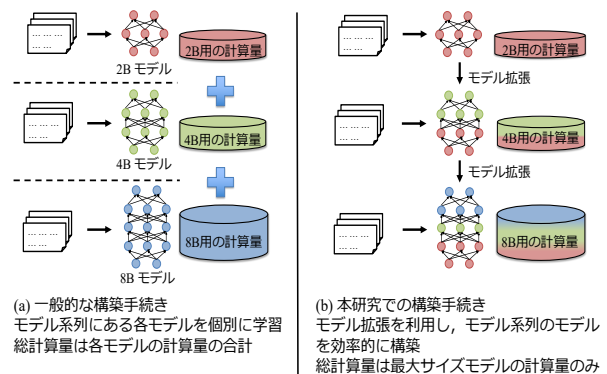 2B用の計算量
2B モデル
4B用の計算量
4B モデル
8B用の計算量
8B モデル
(a) 一般的な構築手続き
モデル系列にある各モデルを個別に学習
総計算量は各モデルの計算量の合計
2B用の計算量
モデル拡張
4B用の計算量
モデル拡張
8B用の計算量
(b) 本研究での構築手続き
モデル拡張を利用し，モデル系列のモデル
を効率的に構築
総計算量は最大サイズモデルの計算量のみ